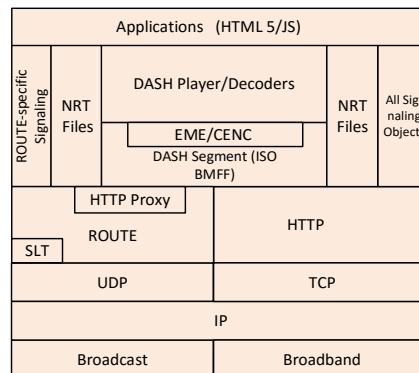 Applications (HTML 5/JS)
ROUTE-specific
Signaling
NRT
Files
DASH Player/Decoders
EME/CENC
DASH Segment (ISO
BMFF)
NRT
Files
All Sig
naling
Object
HTTP Proxy
ROUTE
SLT
HTTP
UDP
TCP
IP
Broadcast
Broadband